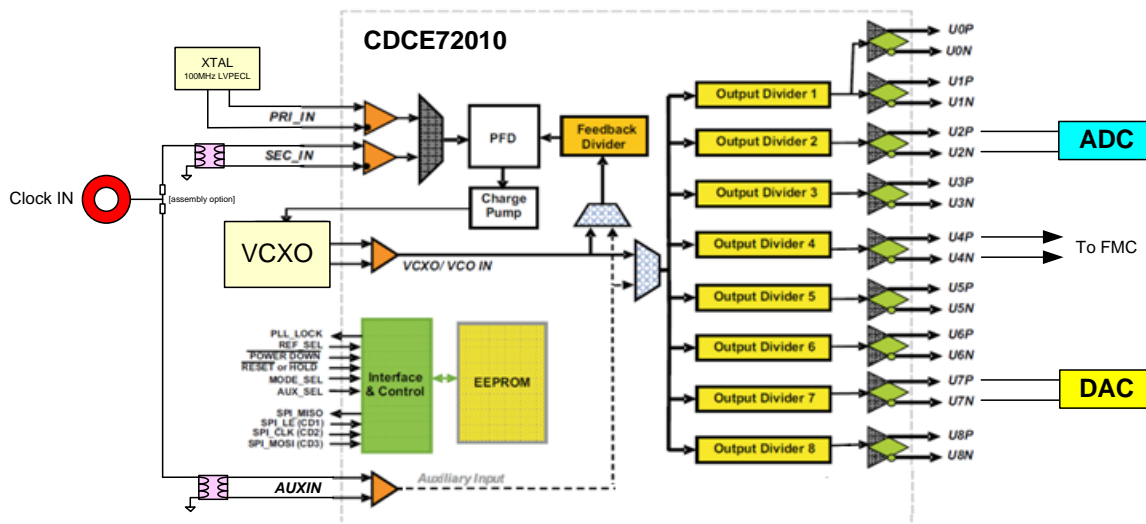 CDCE72010
XTAL
100MHz LVPECL
PRI_IN
SEC_IN
Clock IN
[assembly option]
PFD
Feedback
Divider
Charge
Pump
VCXO
VCXO/ VCO IN
PLL_LOCK
REF_SEL
POWER DOWN
RESET or HOLD
MODE_SEL
AUX_SEL
SPI_MISO
SPI_LE (CD1)
SPI_CLK (CD2)
SPI_MOSI (CD3)
Interface
& Control
EEPROM
AUXIN
Auxiliary Input
Output Divider 1
Output Divider 2
Output Divider 3
Output Divider 4
Output Divider 5
Output Divider 6
Output Divider 7
Output Divider 8
U0P
U0N
U1P
U1N
U2P
U2N
U3P
U3N
U4P
U4N
U5P
U5N
U6P
U6N
U7P
U7N
U8P
U8N
ADC
To FMC
DAC